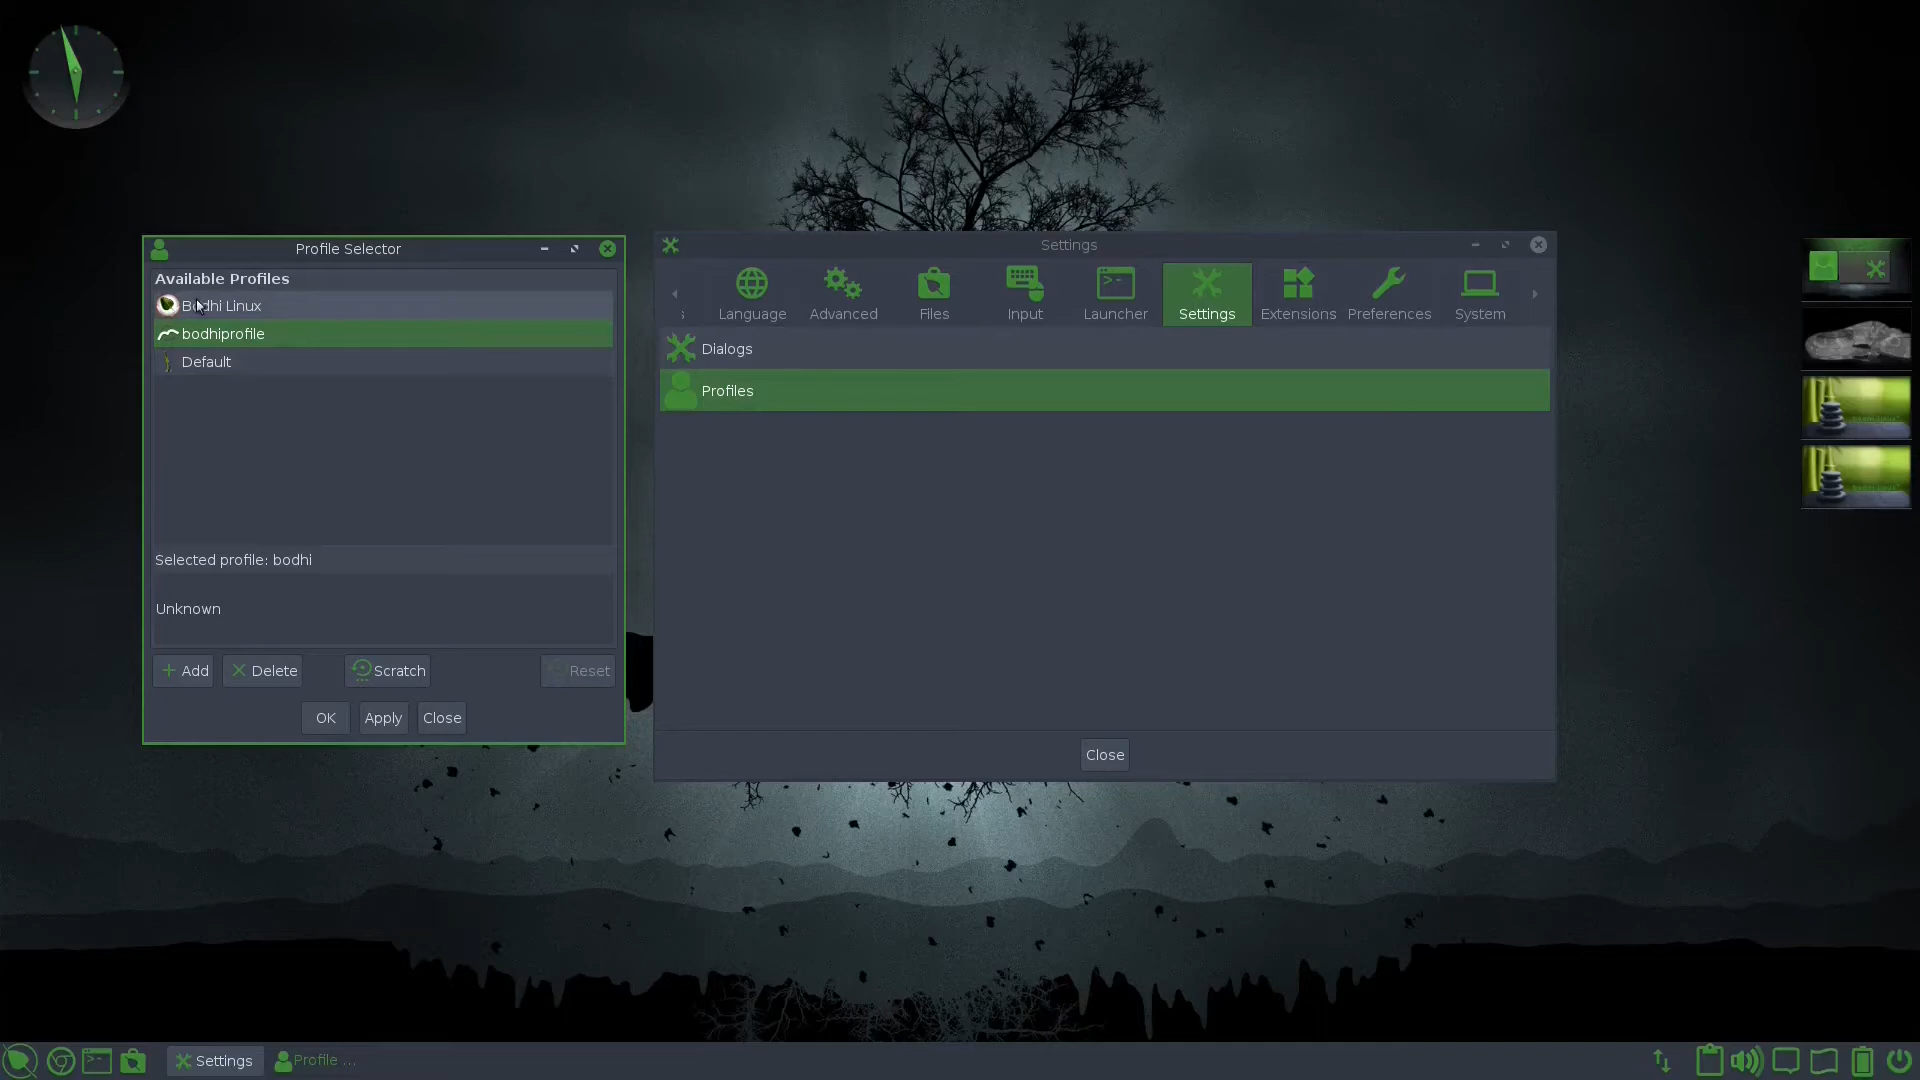 Profile Selector
Available Profiles
Bodhi Linux
bodhiprofile
Default
Selected profile: bodhi
Unknown
Add
Delete
Scratch
Reset
OK
Apply
Close
Settings
Language
Advanced
Files
Input
Launcher
Settings
Extensions
Preferences
System
Dialogs
Profiles
Close
Settings
Profile ...